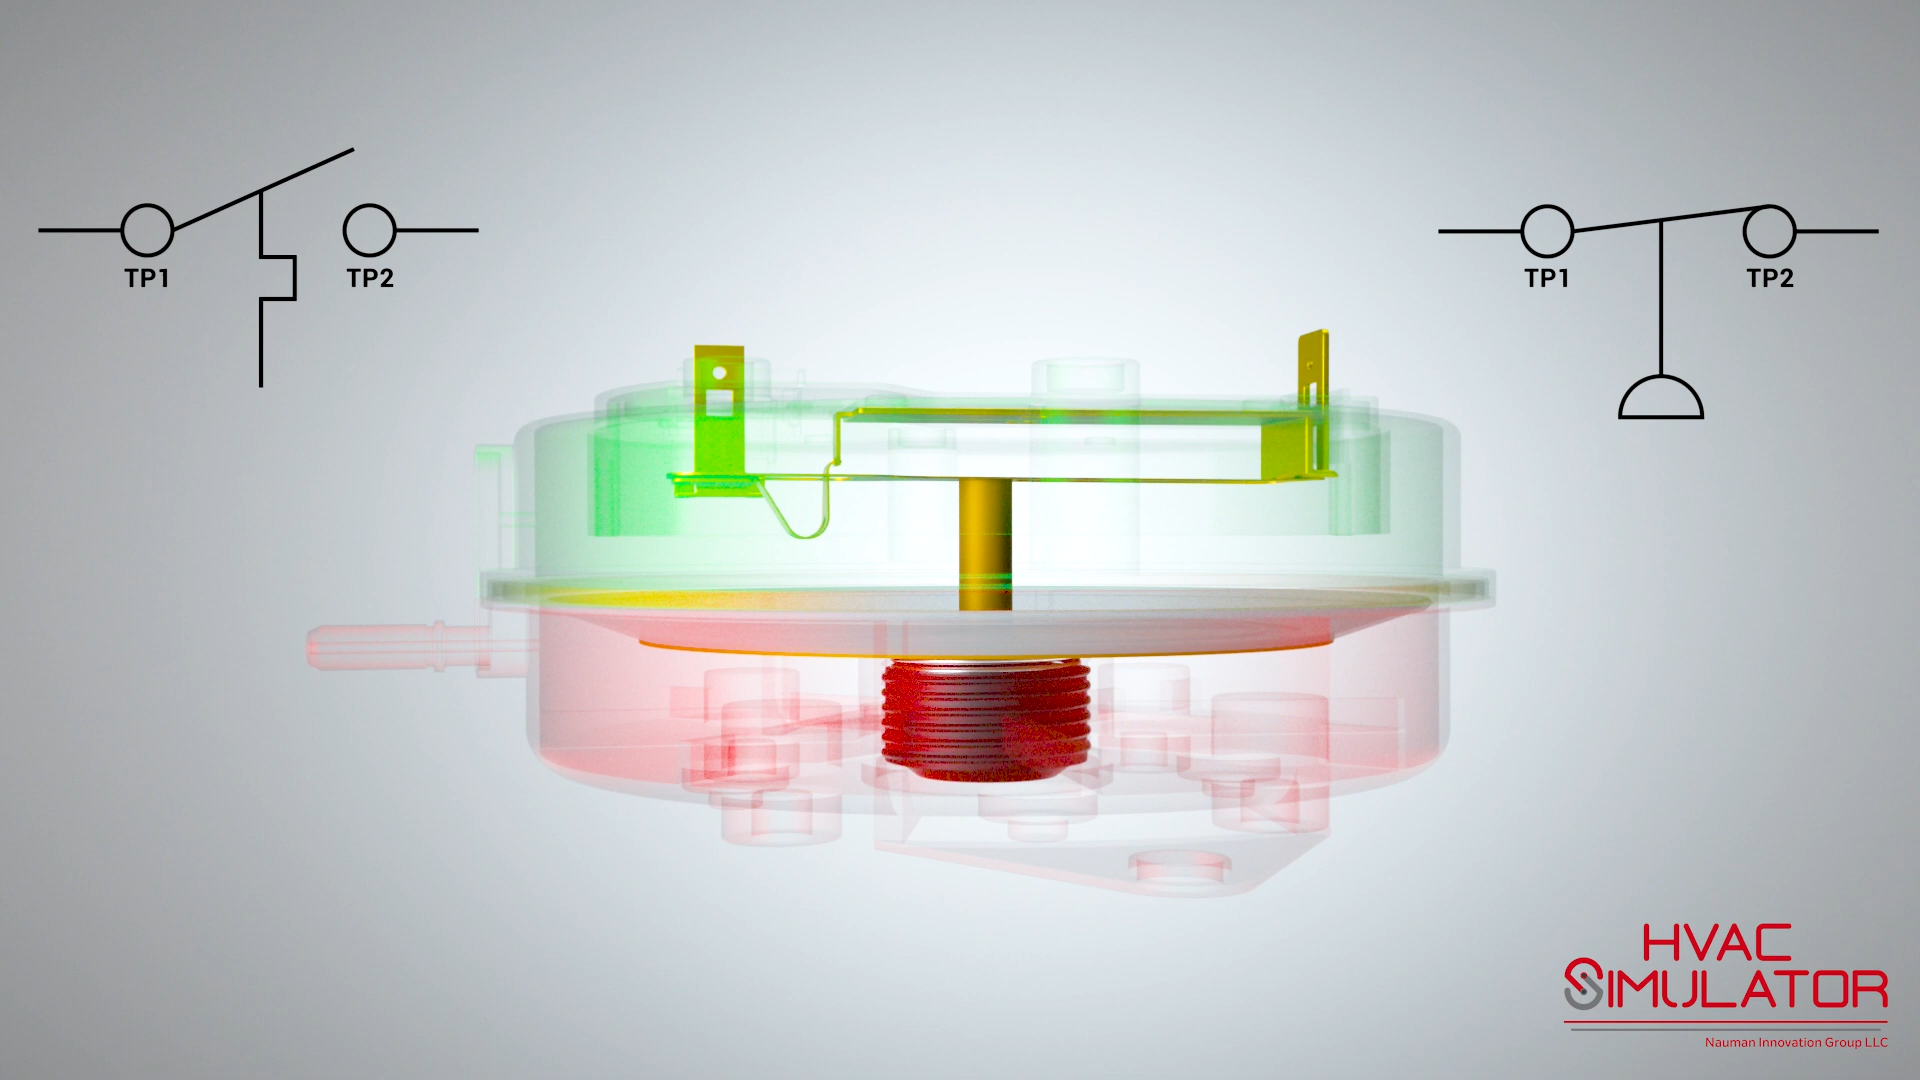 TP1
TP2
TP1
TP2
HVAC
SIMULATOR
Nauman Innovation Group LLC